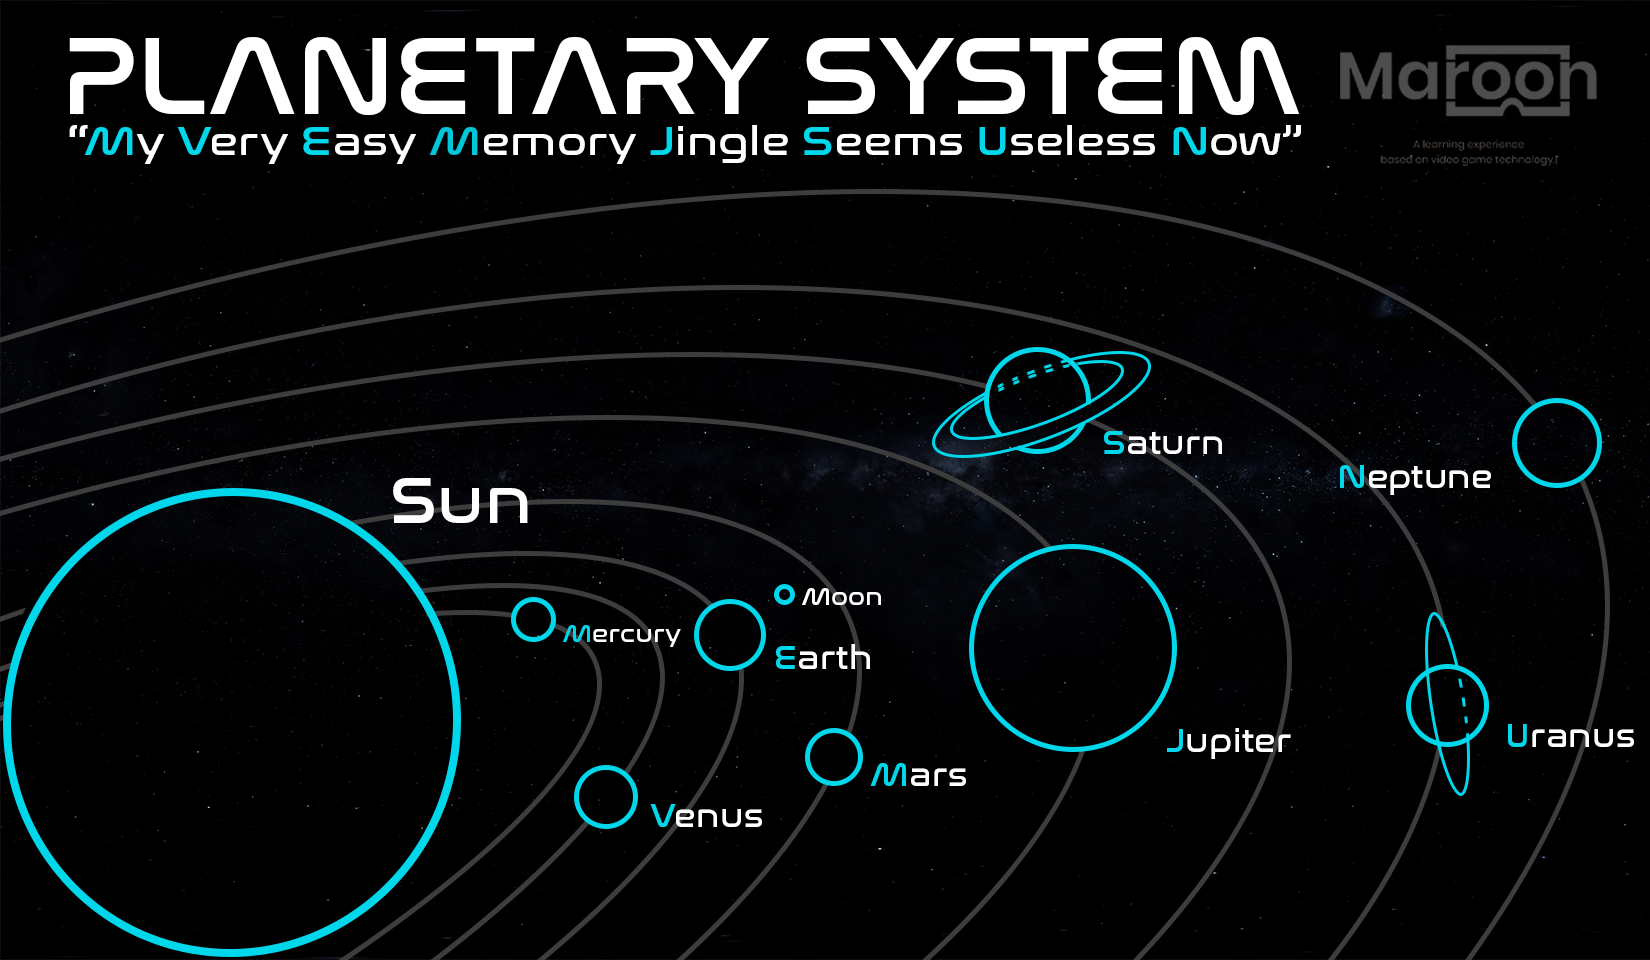 PLANETARY SYSTEM
“My Very Easy Memory Jingle Seems Useless Now”
Maroon
A learning experience
based on video game technology
Saturn
Neptune
Sun
Moon
Mercury
Earth
Jupiter
Uranus
Mars
Venus